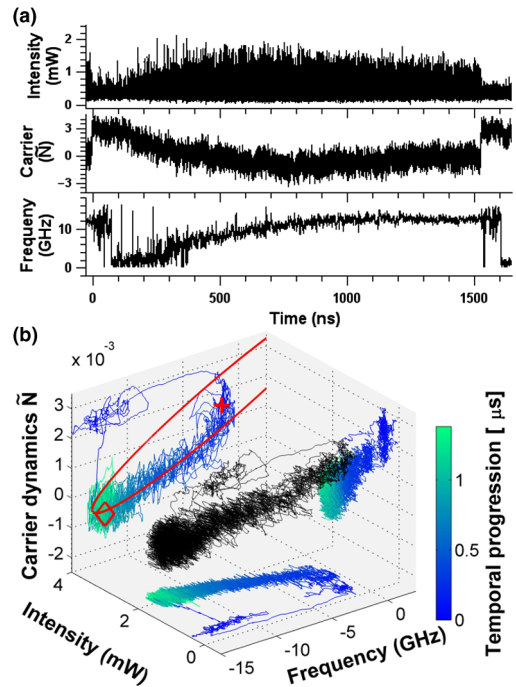 (a)
Intensity (mW)
2
1
0
Carrier (Ñ)
3
0
-3
Frequeny (GHz)
10
0
0
500
1000
1500
Time (ns)
(b)
x 10⁻³
Carrier dynamics Ñ
3
2
1
0
-1
-2
4
2
0
Intensity (mW)
-15
-10
-5
0
Frequency (GHz)
1
0.5
0
Temporal progression [ µs]